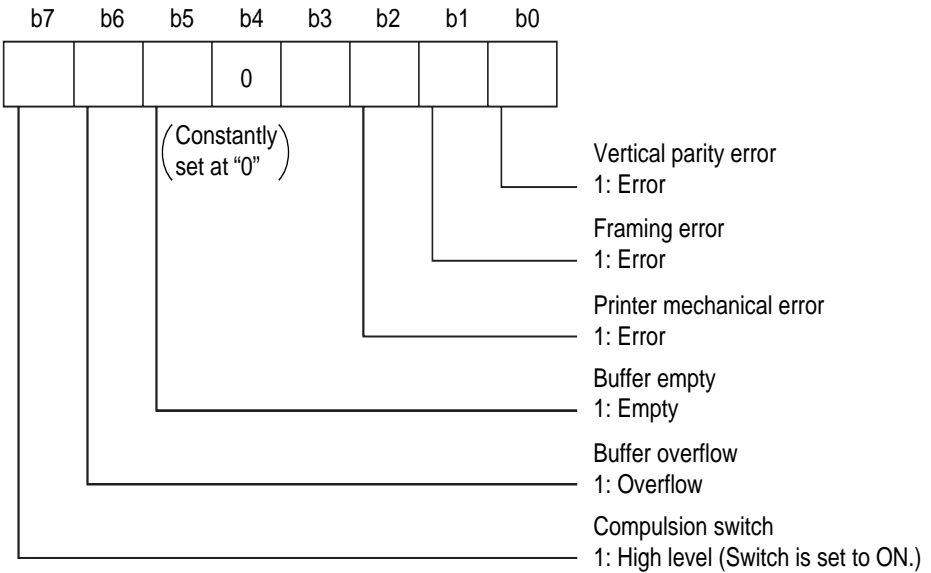 b7 b6 b5 b4 b3 b2 b1 b0
0
(Constantly
set at “0”)
Vertical parity error
1: Error
Framing error
1: Error
Printer mechanical error
1: Error
Buffer empty
1: Empty
Buffer overflow
1: Overflow
Compulsion switch
1: High level (Switch is set to ON.)